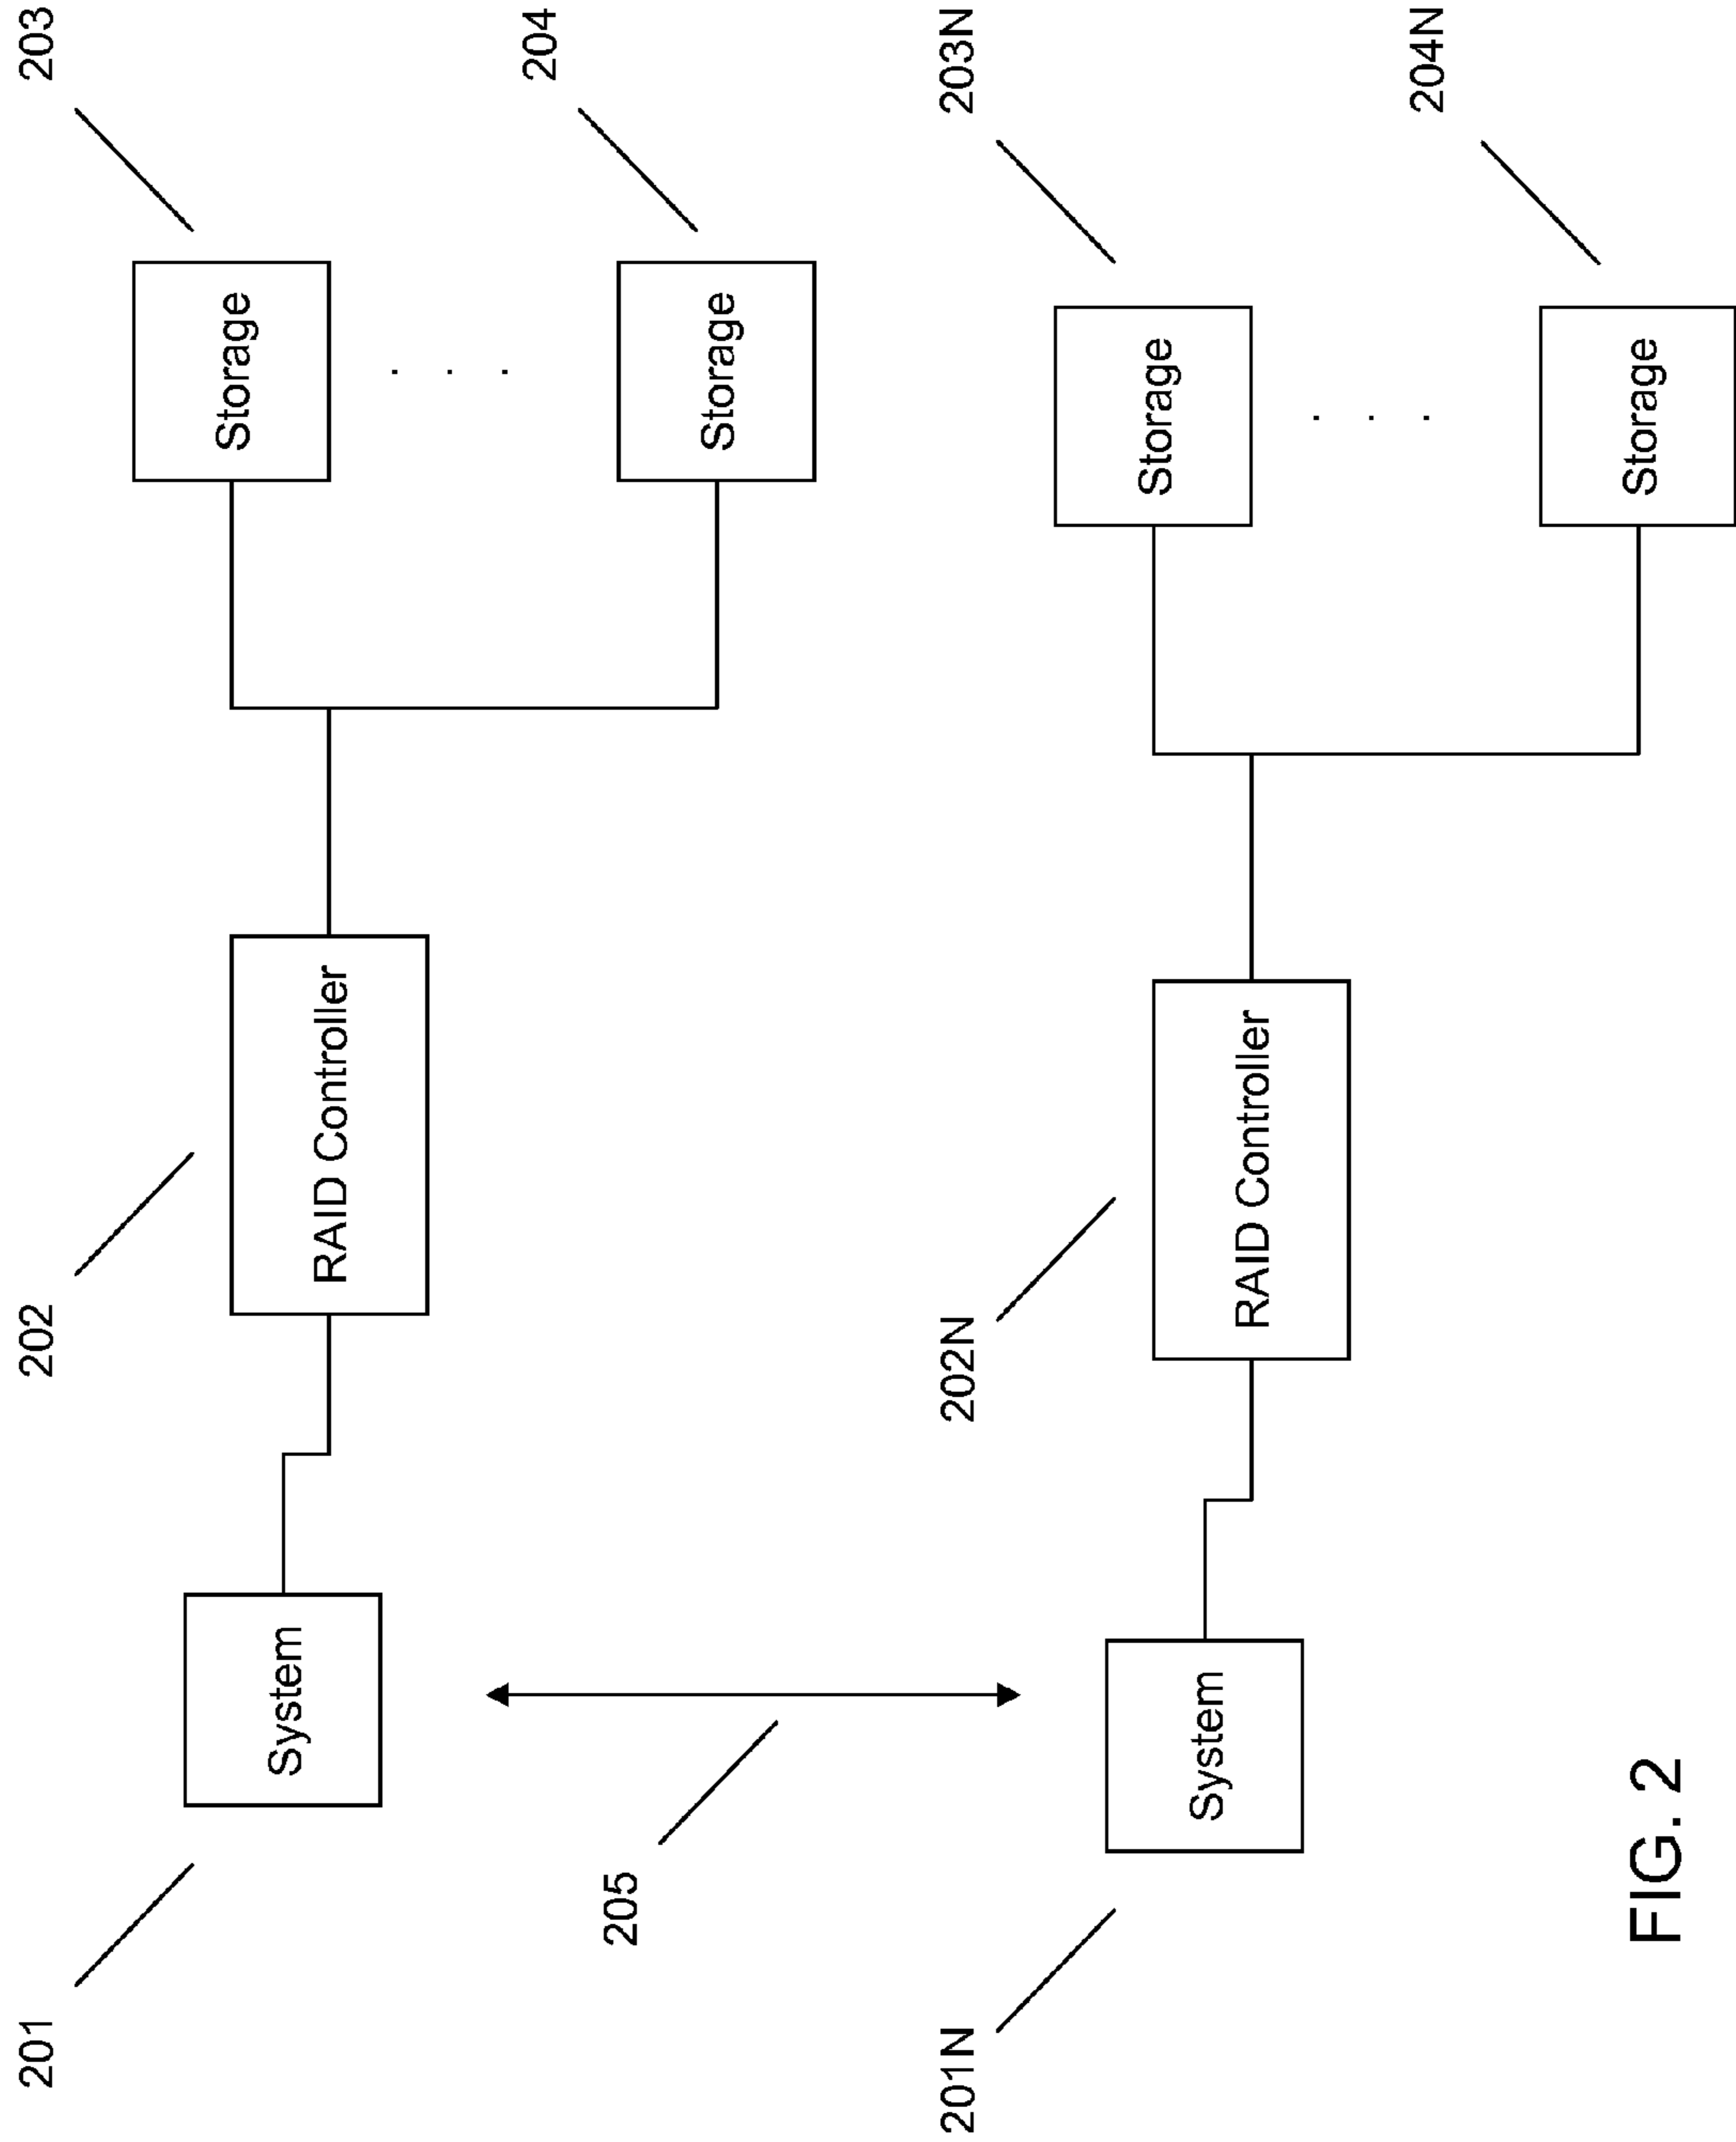 201
202
203
System
RAID Controller
Storage
. . .
204
Storage
205
201N
202N
203N
System
RAID Controller
Storage
. . .
204N
Storage
FIG. 2